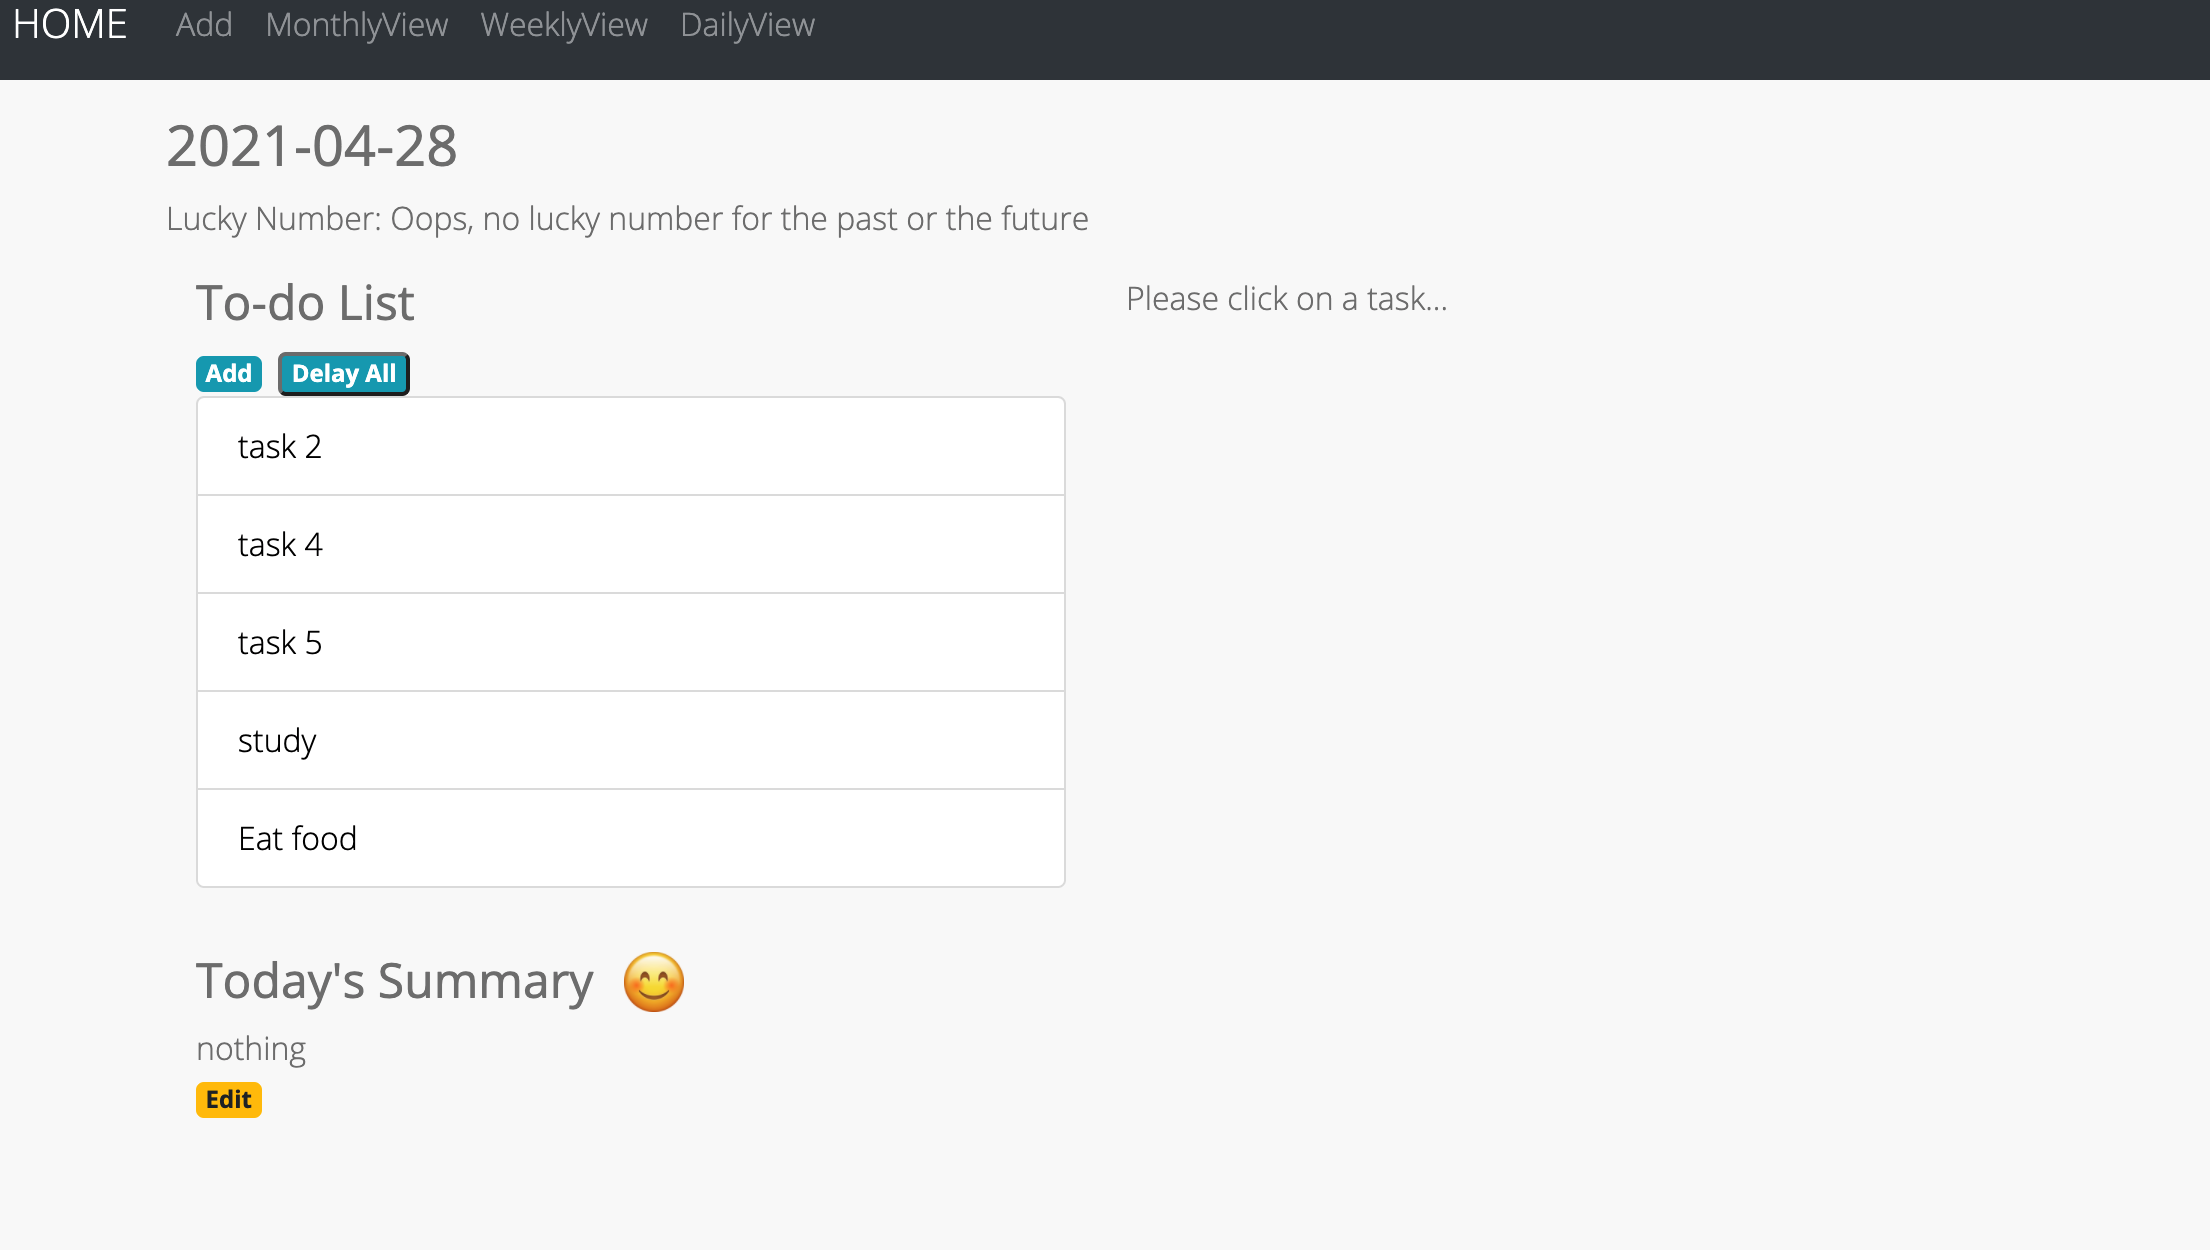 HOME Add MonthlyView WeeklyView DailyView
2021-04-28
Lucky Number: Oops, no lucky number for the past or the future
To-do List
Please click on a task...
Add Delay All
task 2
task 4
task 5
study
Eat food
Today's Summary
nothing
Edit